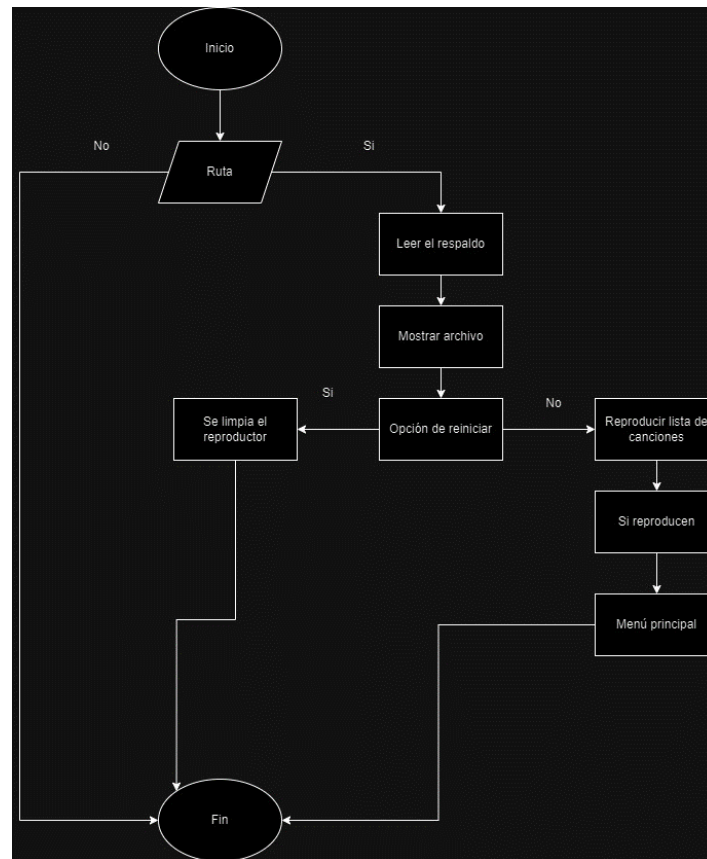 Inicio
No
Si
Ruta
Leer el respaldo
Mostrar archivo
Si
No
Se limpia el
reproductor
Opción de reiniciar
Reproducir lista de
canciones
Si reproducen
Menú principal
Fin